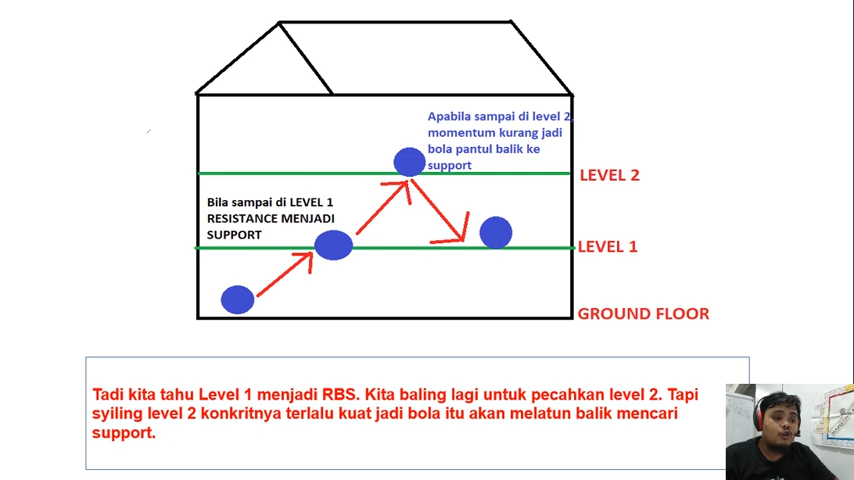 Apabila sampai di level 2
momentum kurang jadi
bola pantul balik ke
support
LEVEL 2
Bila sampai di LEVEL 1
RESISTANCE MENJADI
SUPPORT
LEVEL 1
GROUND FLOOR
Tadi kita tahu Level 1 menjadi RBS. Kita baling lagi untuk pecahkan level 2. Tapi
syiling level 2 konkritnya terlalu kuat jadi bola itu akan melatun balik mencari
support.